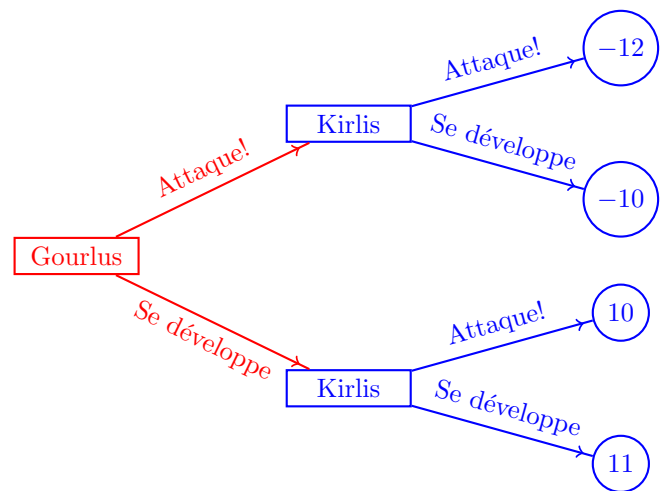 Gourlus
Attaque!
Se développe
Kirlis
Attaque!
−12
Se développe
−10
Kirlis
Attaque!
10
Se développe
11